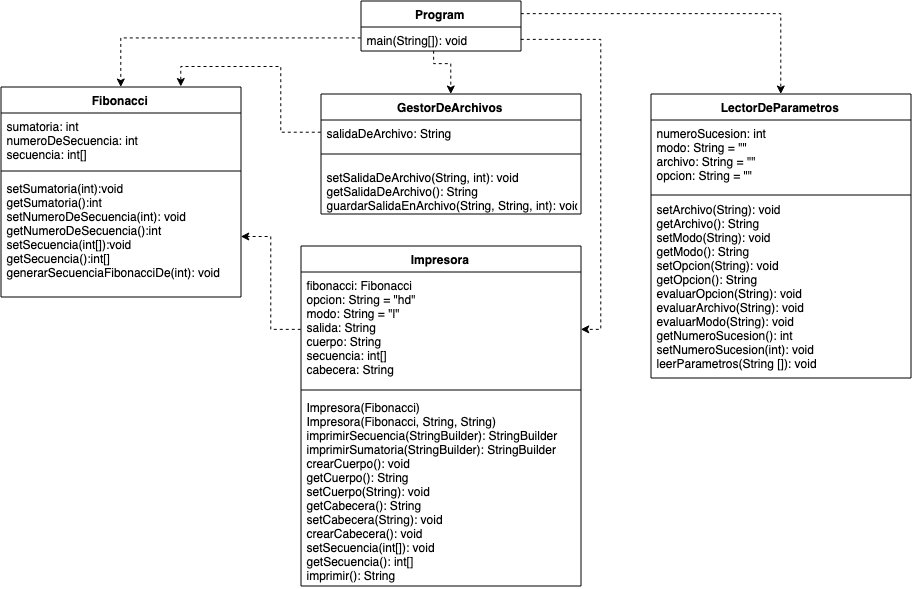 Program
main(String[]): void
Fibonacci
sumatoria: int
numeroDeSecuencia: int
secuencia: int[]
setSumatoria(int):void
getSumatoria():int
setNumeroDeSecuencia(int): void
getNumeroDeSecuencia():int
setSecuencia(int[]):void
getSecuencia():int[]
generarSecuenciaFibonacciDe(int): void
GestorDeArchivos
salidaDeArchivo: String
setSalidaDeArchivo(String, int): void
getSalidaDeArchivo(): String
guardarSalidaEnArchivo(String, String, int): void
LectorDeParametros
numeroSucesion: int
modo: String = ""
archivo: String = ""
opcion: String = ""
setArchivo(String): void
getArchivo(): String
setModo(String): void
getModo(): String
setOpcion(String): void
getOpcion(): String
evaluarOpcion(String): void
evaluarArchivo(String): void
evaluarModo(String): void
getNumeroSucesion(): int
setNumeroSucesion(int): void
leerParametros(String []): void
Impresora
fibonacci: Fibonacci
opcion: String = "hd"
modo: String = "l"
salida: String
cuerpo: String
secuencia: int[]
cabecera: String
Impresora(Fibonacci)
Impresora(Fibonacci, String, String)
imprimirSecuencia(StringBuilder): StringBuilder
imprimirSumatoria(StringBuilder): StringBuilder
crearCuerpo(): void
getCuerpo(): String
setCuerpo(String): void
getCabecera(): String
setCabecera(String): void
crearCabecera(): void
setSecuencia(int[]): void
getSecuencia(): int[]
imprimir(): String